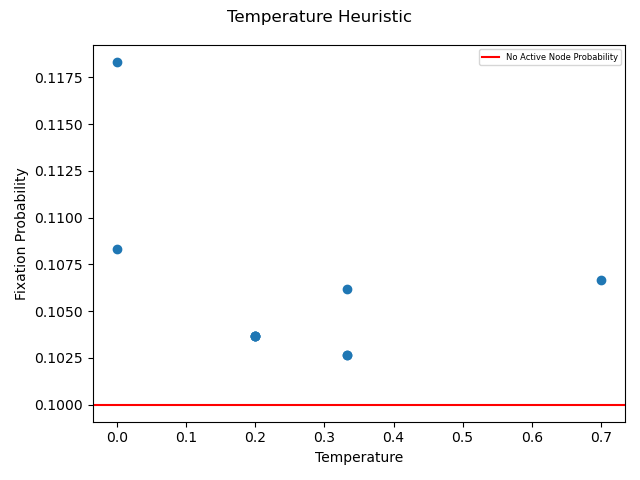 Temperature Heuristic
No Active Node Probability
Fixation Probability
0.1175
0.1150
0.1125
0.1100
0.1075
0.1050
0.1025
0.1000
0.0 0.1 0.2 0.3 0.4 0.5 0.6 0.7
Temperature